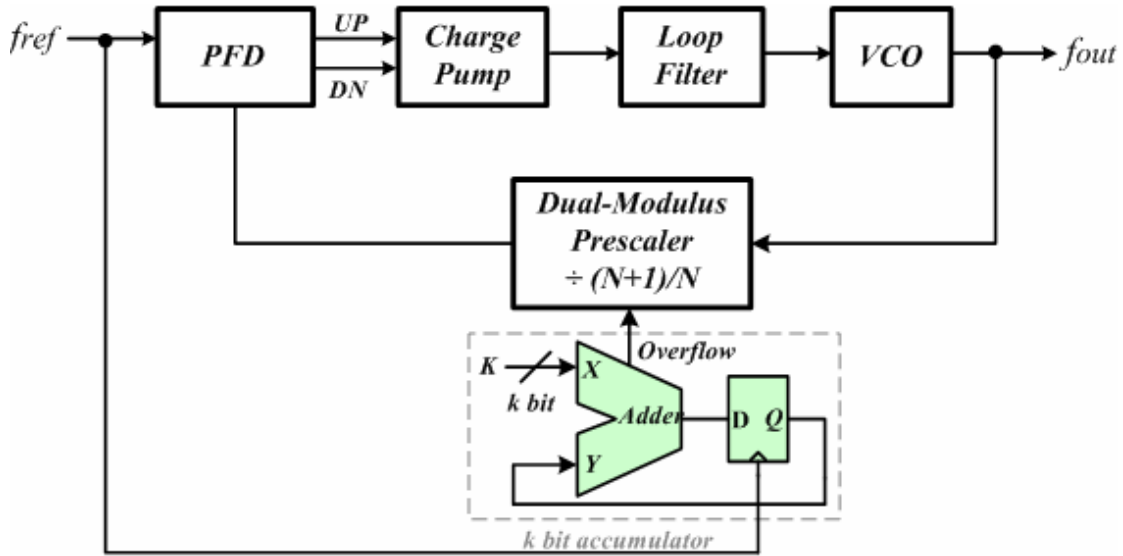 fref
PFD
UP
DN
Charge
Pump
Loop
Filter
VCO
fout
Dual-Modulus
Prescaler
÷ (N+1)/N
Overflow
K
k bit
X
Adder
Y
D Q
k bit accumulator